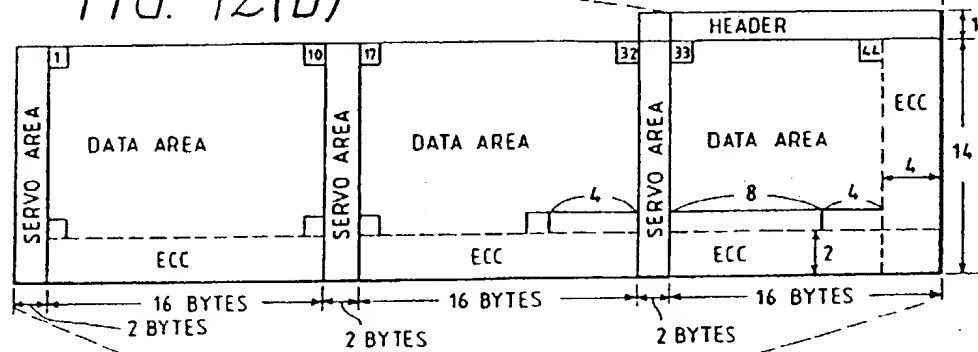 FIG. 12(b)
HEADER
1
1
10
17
32
33
44
SERVO AREA
DATA AREA
SERVO AREA
DATA AREA
SERVO AREA
DATA AREA
ECC
14
4
4
8
4
ECC
ECC
ECC
2
16 BYTES
16 BYTES
16 BYTES
2 BYTES
2 BYTES
2 BYTES